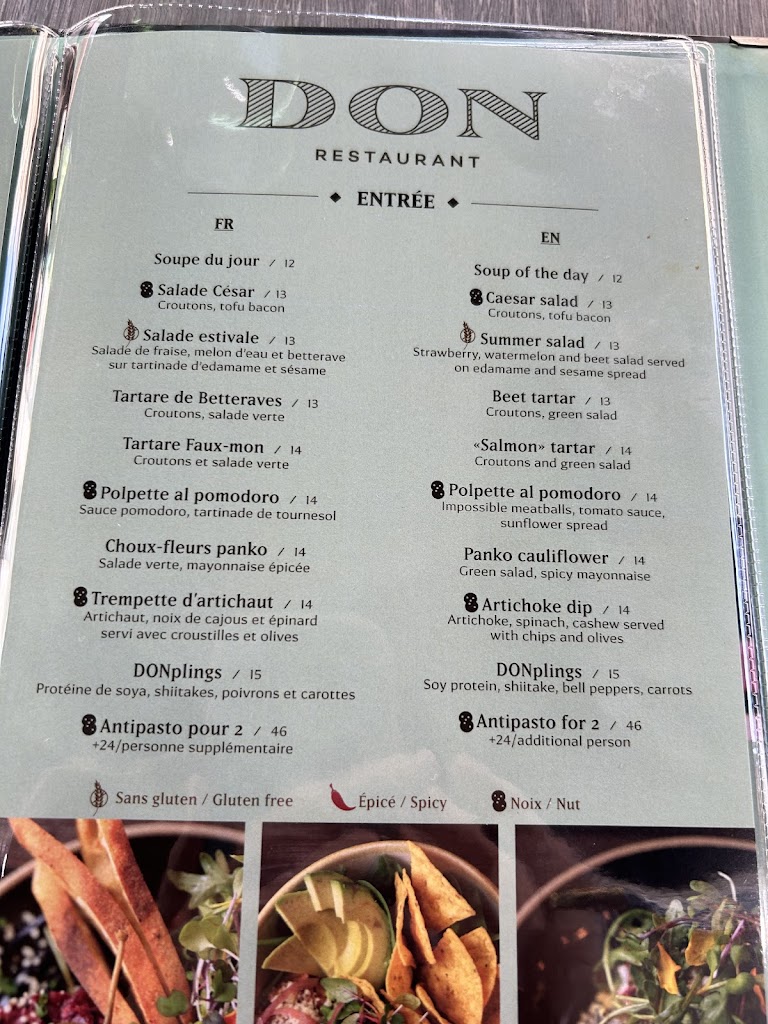 DON
RESTAURANT
ENTRÉE
FR
Soupe du jour / 12
Salade César / 13
Croutons, tofu bacon
Salade estivale / 13
Salade de fraise, melon d'eau et betterave
sur tartinade d'edamame et sésame
Tartare de Betteraves / 13
Croutons, salade verte
Tartare Faux-mon / 14
Croutons et salade verte
Polpette al pomodoro / 14
Sauce pomodoro, tartinade de tournesol
Choux-fleurs panko / 14
Salade verte, mayonnaise épicée
Trempette d'artichaut / 14
Artichaut, noix de cajous et épinard
servi avec croustilles et olives
DONplings / 15
Protéine de soya, shiitakes, poivrons et carottes
Antipasto pour 2 / 46
+24/personne supplémentaire
EN
Soup of the day / 12
Caesar salad / 13
Croutons, tofu bacon
Summer salad / 13
Strawberry, watermelon and beet salad served
on edamame and sesame spread
Beet tartar / 13
Croutons, green salad
«Salmon» tartar / 14
Croutons and green salad
Polpette al pomodoro / 14
Impossible meatballs, tomato sauce,
sunflower spread
Panko cauliflower / 14
Green salad, spicy mayonnaise
Artichoke dip / 14
Artichoke, spinach, cashew served
with chips and olives
DONplings / 15
Soy protein, shiitake, bell peppers, carrots
Antipasto for 2 / 46
+24/additional person
Sans gluten / Gluten free
Épicé / Spicy
Noix / Nut